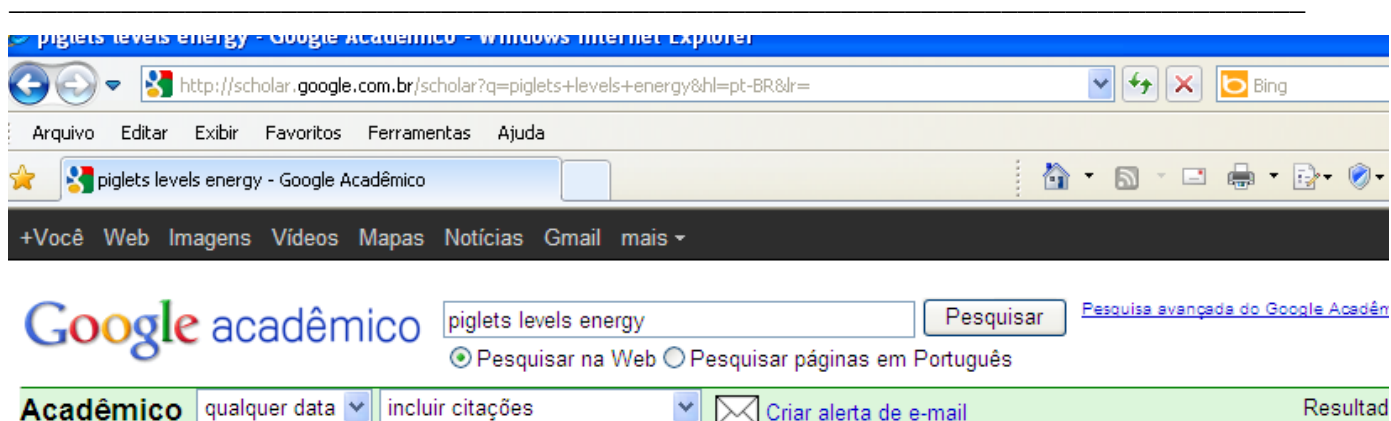 piglets levels energy - Google Acadêmico - Windows Internet Explorer
http://scholar.google.com.br/scholar?q=piglets+levels+energy&hl=pt-BR&lr=
Bing
Arquivo Editar Exibir Favoritos Ferramentas Ajuda
piglets levels energy - Google Acadêmico
+Você Web Imagens Vídeos Mapas Notícias Gmail mais
Google acadêmico piglets levels energy Pesquisar Pesquisa avançada do Google Acadêm
Pesquisar na Web Pesquisar páginas em Português
Acadêmico qualquer data incluir citações Criar alerta de e-mail Resultad